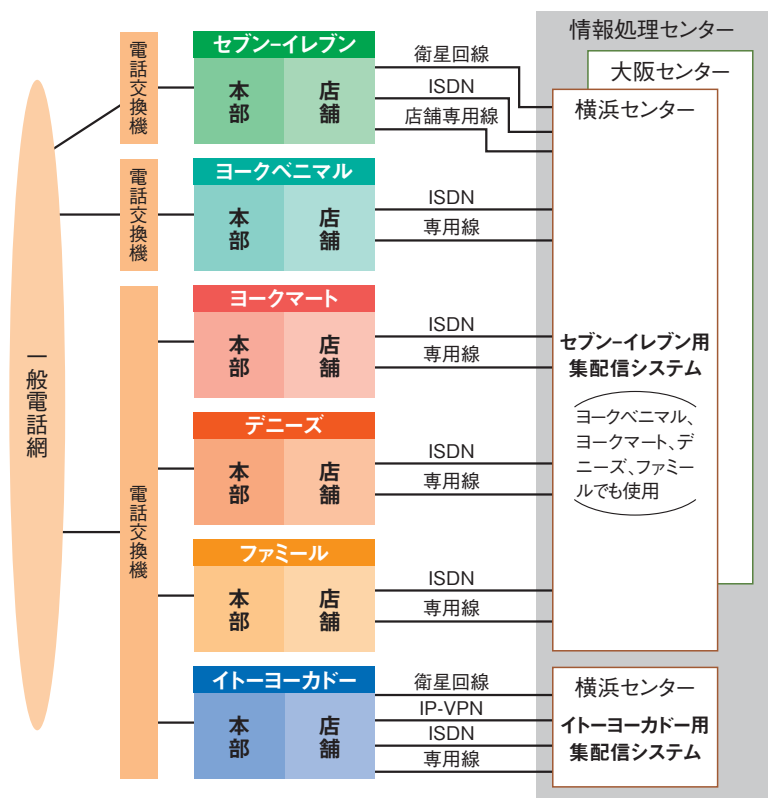 一般電話網
電話交換機
電話交換機
電話交換機
セブン-イレブン
本部
店舗
衛星回線
ISDN
店舗専用線
ヨークベニマル
本部
店舗
ISDN
専用線
ヨークマート
本部
店舗
ISDN
専用線
デニーズ
本部
店舗
ISDN
専用線
ファミール
本部
店舗
ISDN
専用線
イトーヨーカドー
本部
店舗
衛星回線
IP-VPN
ISDN
専用線
情報処理センター
大阪センター
横浜センター
セブン-イレブン用
集配信システム
ヨークベニマル、
ヨークマート、デ
ニーズ、ファミー
ルでも使用
横浜センター
イトーヨーカドー用
集配信システム